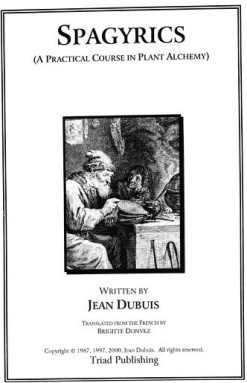 SPAGYRICS
(A PRACTICAL COURSE IN PLANT ALCHEMY)
WRITTEN BY
JEAN DUBUIS
TRANSLATED FROM THE FRENCH BY
BRIGITTE DONVEZ
Copyright © 1987, 1997, 2000, Jean Dubuis. All rights reserved.
Triad Publishing